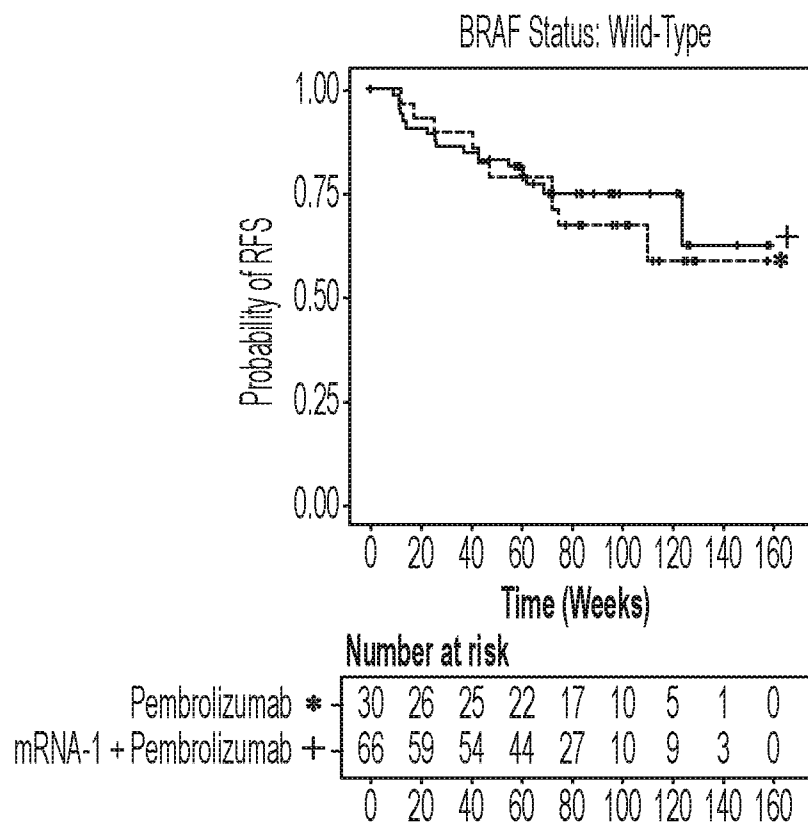 BRAF Status: Wild-Type
1.00
0.75
0.50
0.25
0.00
Probability of RFS
0 20 40 60 80 100 120 140 160
Time (Weeks)
Number at risk
Pembrolizumab * 30 26 25 22 17 10 5 1 0
mRNA-1 + Pembrolizumab + 66 59 54 44 27 10 9 3 0
0 20 40 60 80 100 120 140 160